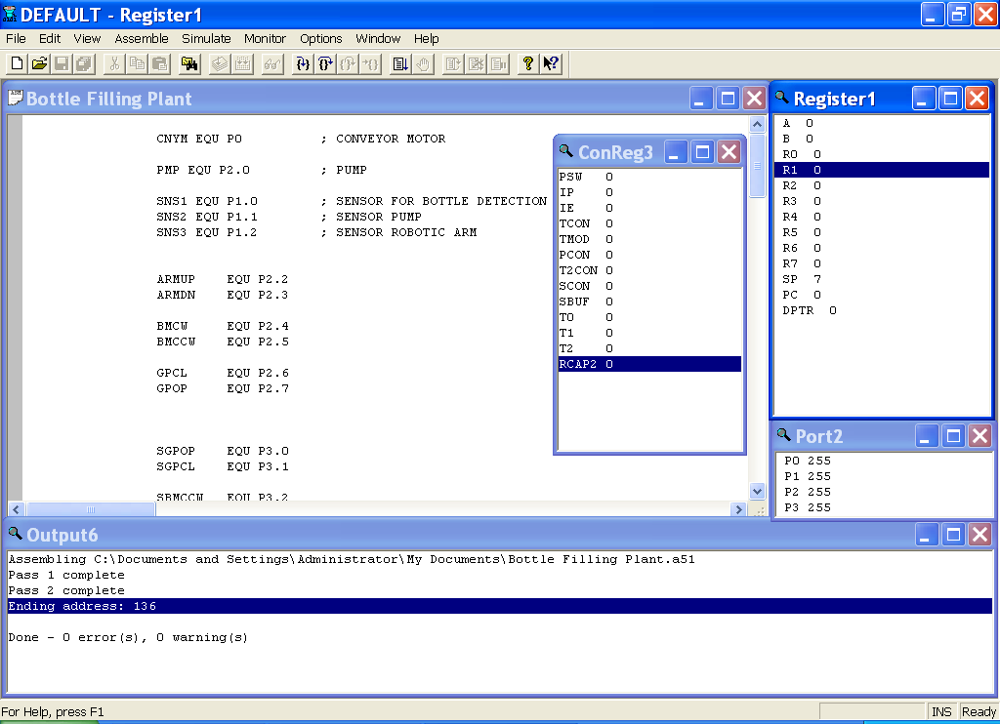 DEFAULT - Register1
File Edit View Assemble Simulate Monitor Options Window Help
Bottle Filling Plant
CNYM EQU P0 ; CONVEYOR MOTOR
PMP EQU P2.0 ; PUMP
SNS1 EQU P1.0 ; SENSOR FOR BOTTLE DETECTION
SNS2 EQU P1.1 ; SENSOR PUMP
SNS3 EQU P1.2 ; SENSOR ROBOTIC ARM
ARMUP EQU P2.2
ARMDN EQU P2.3
BMCW EQU P2.4
BMCCW EQU P2.5
GPCL EQU P2.6
GPOP EQU P2.7
SGPOP EQU P3.0
SGPCL EQU P3.1
SBMCCW EQU P3.2
ConReg3
PSW 0
IP 0
IE 0
TCON 0
TMOD 0
PCON 0
T2CON 0
SCON 0
SBUF 0
T0 0
T1 0
T2 0
RCAP2 0
Register1
A 0
B 0
R0 0
R1 0
R2 0
R3 0
R4 0
R5 0
R6 0
R7 0
SP 7
PC 0
DPTR 0
Port2
P0 255
P1 255
P2 255
P3 255
Output6
Assembling C:\Documents and Settings\Administrator\My Documents\Bottle Filling Plant.a51
Pass 1 complete
Pass 2 complete
Ending address: 136
Done - 0 error(s), 0 warning(s)
For Help, press F1
INS Ready